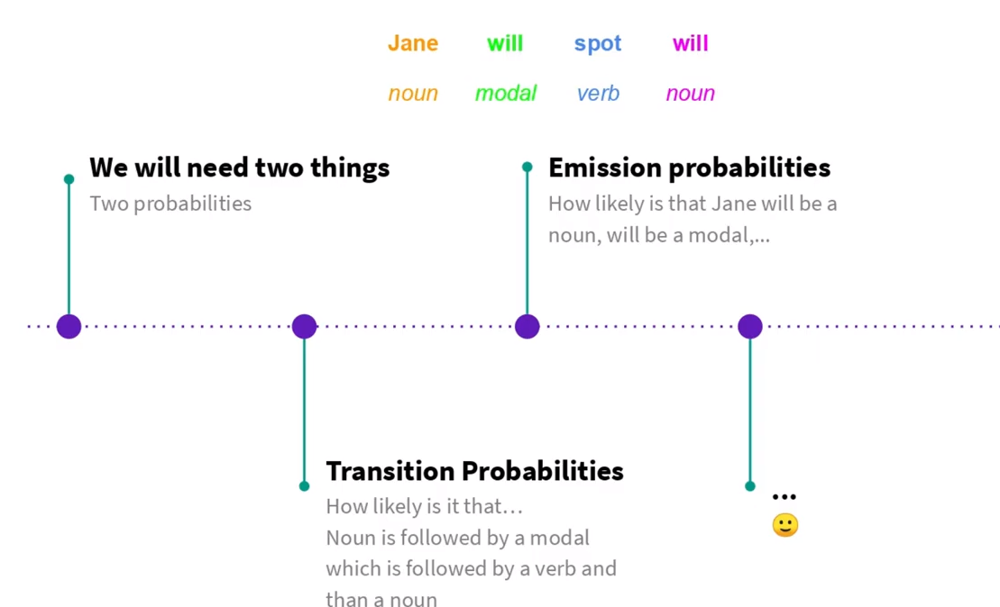 Jane will spot will
noun modal verb noun
We will need two things
Two probabilities
Emission probabilities
How likely is that Jane will be a
noun, will be a modal,...
Transition Probabilities
How likely is it that…
Noun is followed by a modal
which is followed by a verb and
than a noun
...